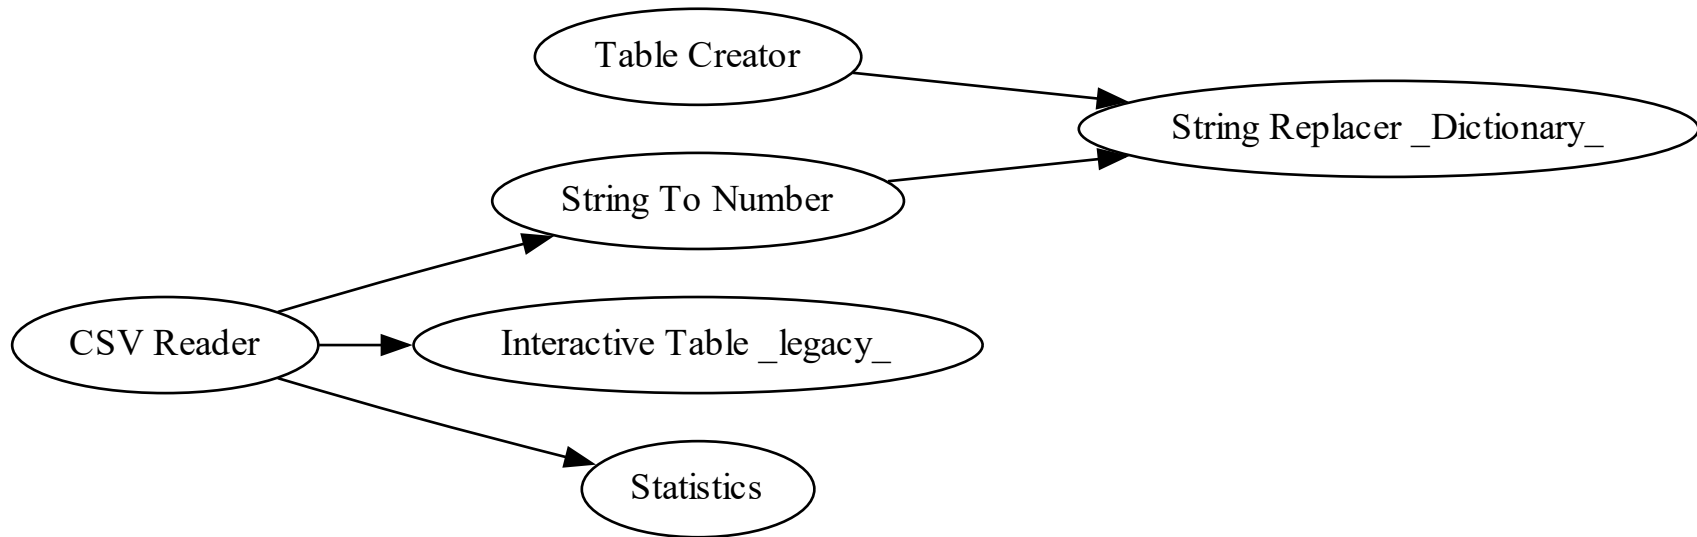 Table Creator
String Replacer _Dictionary_
String To Number
CSV Reader
Interactive Table _legacy_
Statistics